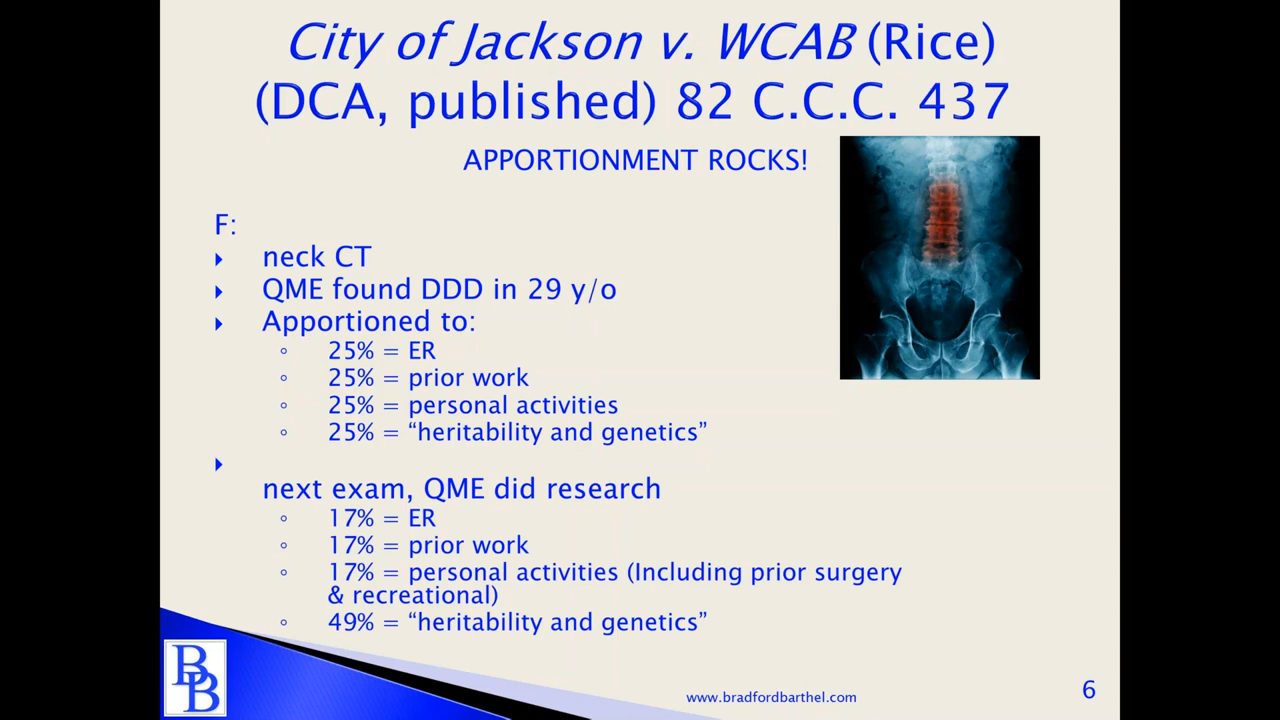 City of Jackson v. WCAB (Rice)
(DCA, published) 82 C.C.C. 437
APPORTIONMENT ROCKS!
F:
neck CT
QME found DDD in 29 y/o
Apportioned to:
25% = ER
25% = prior work
25% = personal activities
25% = “heritability and genetics”
next exam, QME did research
17% = ER
17% = prior work
17% = personal activities (Including prior surgery
& recreational)
49% = “heritability and genetics”
BB
www.bradfordbarthel.com
6